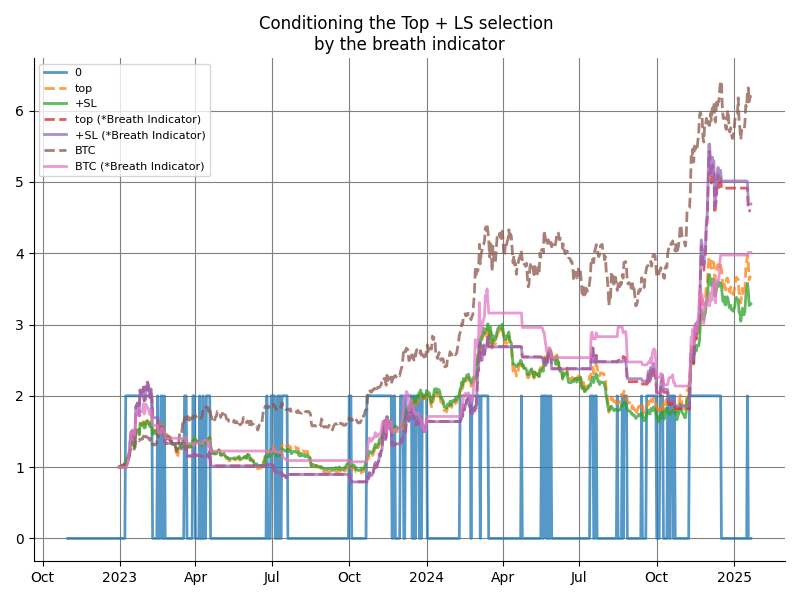 Conditioning the Top + LS selection
by the breath indicator
0
top
+SL
top (*Breath Indicator)
+SL (*Breath Indicator)
BTC
BTC (*Breath Indicator)
6
5
4
3
2
1
0
Oct
2023
Apr
Jul
Oct
2024
Apr
Jul
Oct
2025